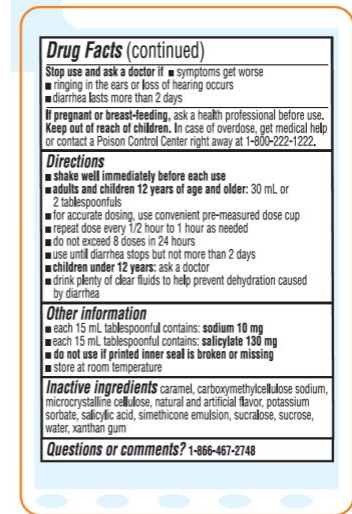 Drug Facts (continued)
Stop use and ask a doctor if ■ symptoms get worse
■ ringing in the ears or loss of hearing occurs
■ diarrhea lasts more than 2 days
If pregnant or breast-feeding, ask a health professional before use.
Keep out of reach of children. In case of overdose, get medical help
or contact a Poison Control Center right away at 1-800-222-1222.
Directions
■ shake well immediately before each use
■ adults and children 12 years of age and older: 30 mL or
2 tablespoonfuls
■ for accurate dosing, use convenient pre-measured dose cup
■ repeat dose every 1/2 hour to 1 hour as needed
■ do not exceed 8 doses in 24 hours
■ use until diarrhea stops but not more than 2 days
■ children under 12 years: ask a doctor
■ drink plenty of clear fluids to help prevent dehydration caused
by diarrhea
Other information
■ each 15 mL tablespoonful contains: sodium 10 mg
■ each 15 mL tablespoonful contains: salicylate 130 mg
■ do not use if printed inner seal is broken or missing
■ store at room temperature
Inactive ingredients caramel, carboxymethylcellulose sodium,
microcrystalline cellulose, natural and artificial flavor, potassium
sorbate, salicylic acid, simethicone emulsion, sucralose, sucrose,
water, xanthan gum
Questions or comments? 1-866-467-2748